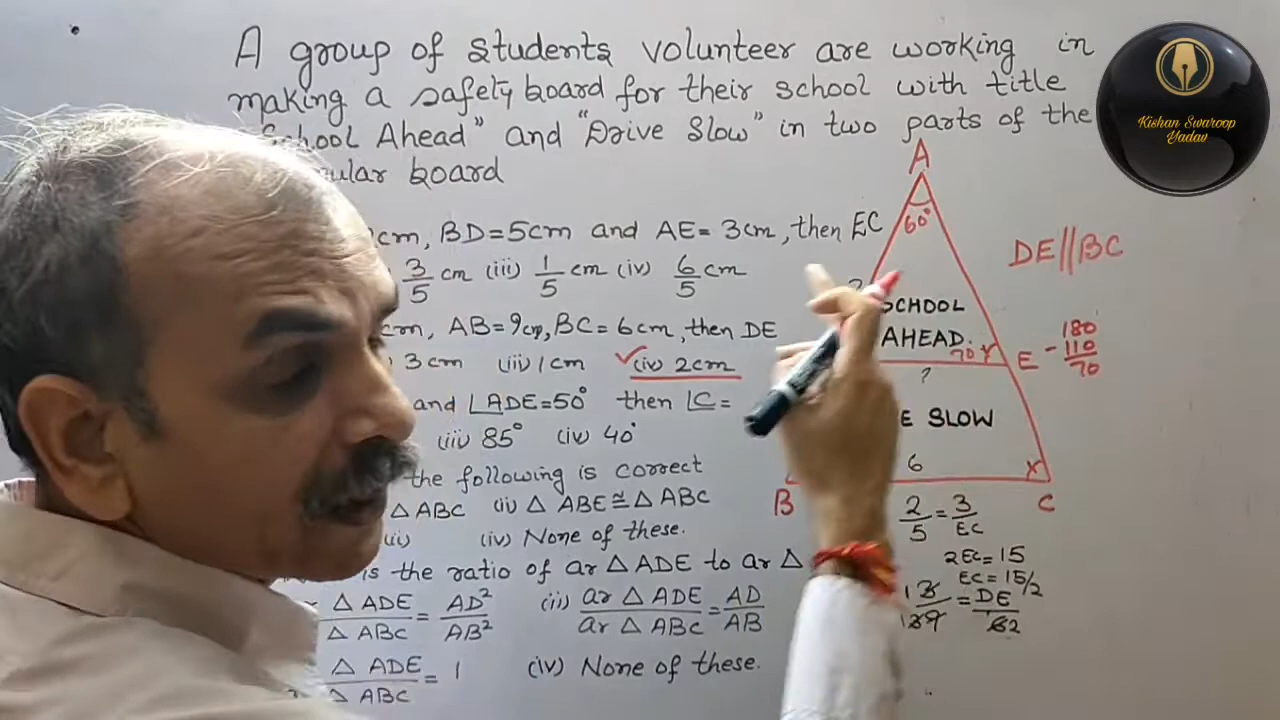 A group of students volunteer are working in
making a safety board for their school with title
School Ahead" and "Drive Slow" in two parts of the
board
Kishan Swaroop
Yadav
A
60°
cm, BD=5cm and AE= 3cm, then EC
3/5 cm (iii) 1/5 cm (iv) 6/5 cm
DE||BC
SCHOOL
AHEAD.
cm, AB=9cm, BC= 6cm, then DE
3cm (iii) 1cm ✓(iv) 2cm
70 E
?
180
-110
70
and ∠ADE=50° then ∠C=
(iii) 85° (iv) 40°
E SLOW
6
B
C
the following is correct
△ ABC (ii) △ ABE ≅ △ ABC
(iv) None of these.
2/5 = 3/EC
2EC=15
EC=15/2
is the ratio of ar △ ADE to ar △
△ ADE/△ ABC = AD²/AB² (ii) ar △ ADE/ar △ ABC = AD/AB
△ ADE/△ ABC = 1 (iv) None of these.